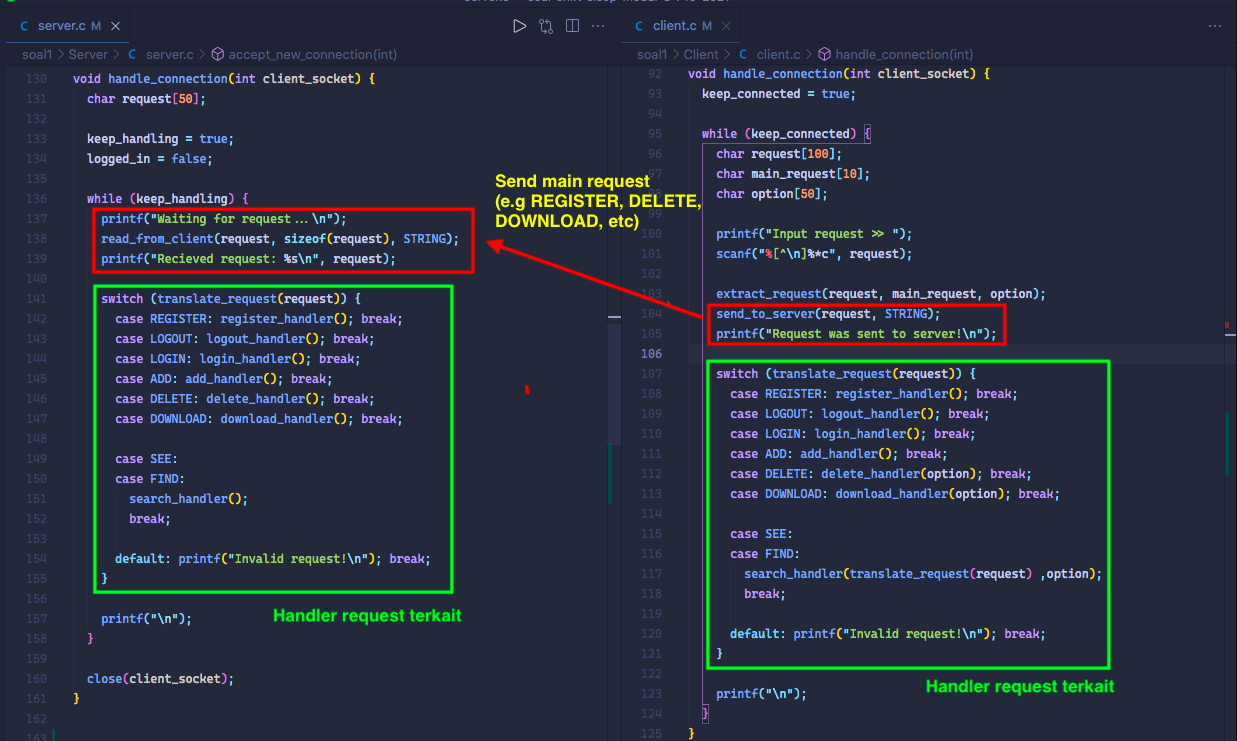 server.c M
soal1 > Server > C server.c > accept_new_connection(int)
130 void handle_connection(int client_socket) {
131 char request[50];
132
133 keep_handling = true;
134 logged_in = false;
135
136 while (keep_handling) {
137 printf("Waiting for request...\n");
138 read_from_client(request, sizeof(request), STRING);
139 printf("Recieved request: %s\n", request);
140
141 switch (translate_request(request)) {
142 case REGISTER: register_handler(); break;
143 case LOGOUT: logout_handler(); break;
144 case LOGIN: login_handler(); break;
145 case ADD: add_handler(); break;
146 case DELETE: delete_handler(); break;
147 case DOWNLOAD: download_handler(); break;
148
149 case SEE:
150 case FIND:
151 search_handler();
152 break;
153
154 default: printf("Invalid request!\n"); break;
155 }
156
157 printf("\n");
158 }
159
160 close(client_socket);
161 }
162
163
Handler request terkait
Send main request
(e.g REGISTER, DELETE,
DOWNLOAD, etc)
client.c M
soal1 > Client > C client.c > handle_connection(int)
92 void handle_connection(int client_socket) {
93 keep_connected = true;
94
95 while (keep_connected) {
96 char request[100];
97 char main_request[10];
98 char option[50];
99
100 printf("Input request >> ");
101 scanf("%[^\n]%*c", request);
102
103 extract_request(request, main_request, option);
104 send_to_server(request, STRING);
105 printf("Request was sent to server!\n");
106
107 switch (translate_request(request)) {
108 case REGISTER: register_handler(); break;
109 case LOGOUT: logout_handler(); break;
110 case LOGIN: login_handler(); break;
111 case ADD: add_handler(); break;
112 case DELETE: delete_handler(option); break;
113 case DOWNLOAD: download_handler(option); break;
114
115 case SEE:
116 case FIND:
117 search_handler(translate_request(request) ,option);
118 break;
119
120 default: printf("Invalid request!\n"); break;
121 }
122
123 printf("\n");
124 }
125 }
Handler request terkait